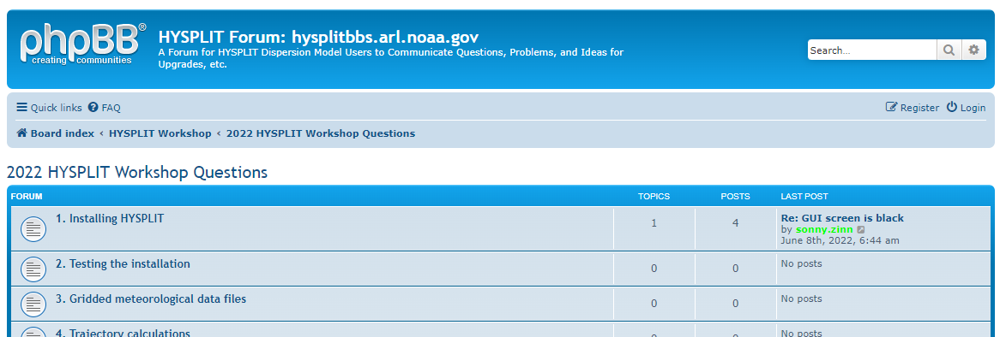 phpBB®
creating communities
HYSPLIT Forum: hysplitbbs.arl.noaa.gov
A Forum for HYSPLIT Dispersion Model Users to Communicate Questions, Problems, and Ideas for
Upgrades, etc.
Search…
Quick links FAQ Register Login
Board index ‹ HYSPLIT Workshop ‹ 2022 HYSPLIT Workshop Questions
2022 HYSPLIT Workshop Questions
FORUM TOPICS POSTS LAST POST
1. Installing HYSPLIT 1 4 Re: GUI screen is black
by sonny.zinn
June 8th, 2022, 6:44 am
2. Testing the installation 0 0 No posts
3. Gridded meteorological data files 0 0 No posts
4. Trajectory calculations 0 0 No posts